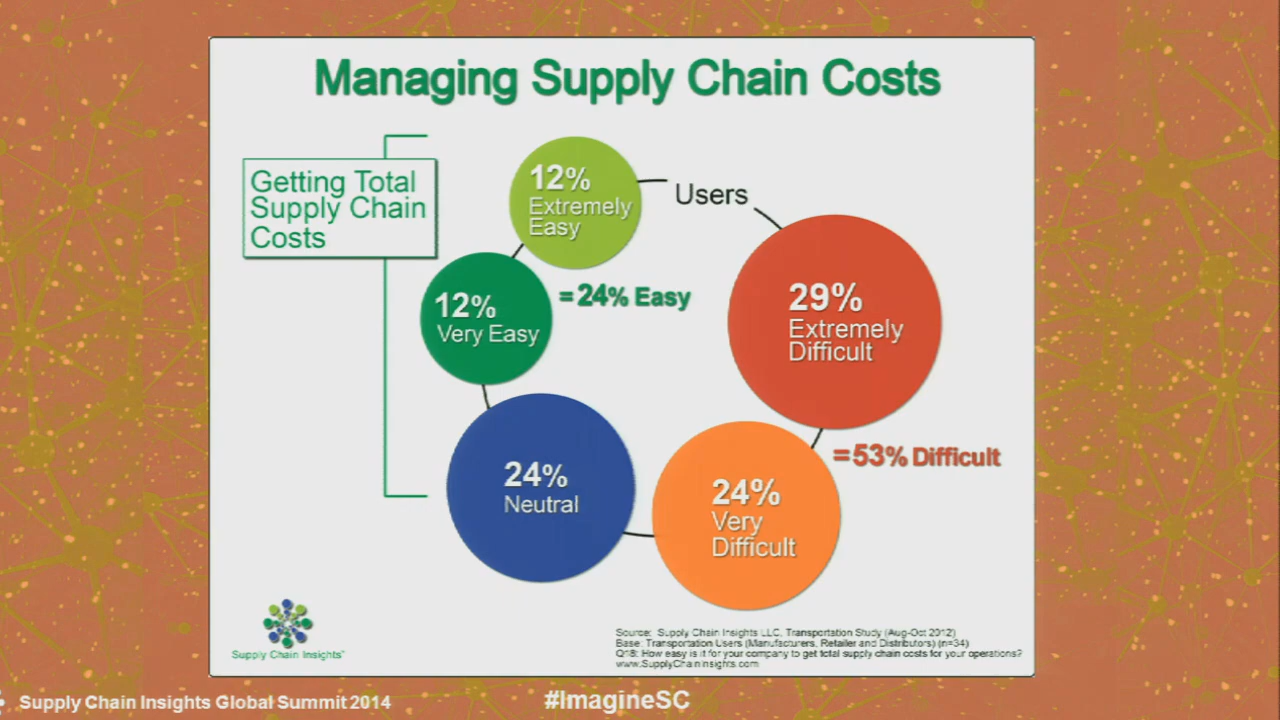 Managing Supply Chain Costs
Getting Total
Supply Chain
Costs
12%
Extremely
Easy
Users
12%
Very Easy
=24% Easy
29%
Extremely
Difficult
24%
Neutral
24%
Very
Difficult
=53% Difficult
Supply Chain Insights
Source: Supply Chain Insights LLC, Transportation Study (Aug-Oct 2012)
Base: Transportation Users (Manufacturers, Retailer and Distributors) (n=34)
Q18: How easy is it for your company to get total supply chain costs for your operations?
www.SupplyChainInsights.com
Supply Chain Insights Global Summit 2014
#ImagineSC